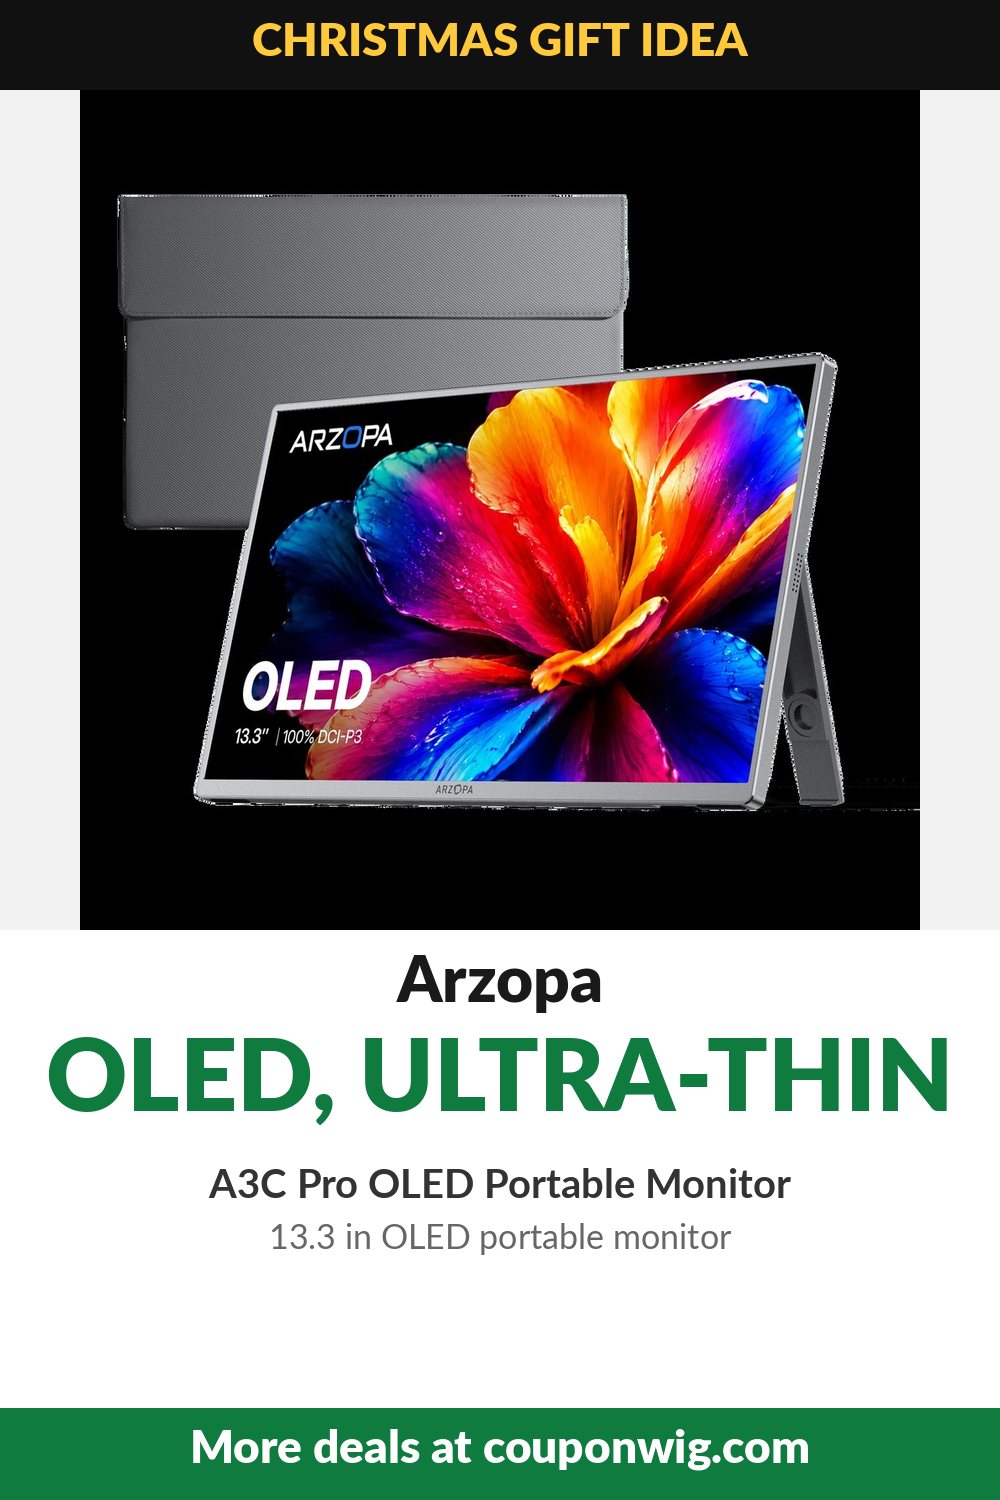 CHRISTMAS GIFT IDEA
ARZOPA
OLED
13.3" | 100% DCI-P3
ARZOPA
Arzopa
OLED, ULTRA-THIN
A3C Pro OLED Portable Monitor
13.3 in OLED portable monitor
More deals at couponwig.com